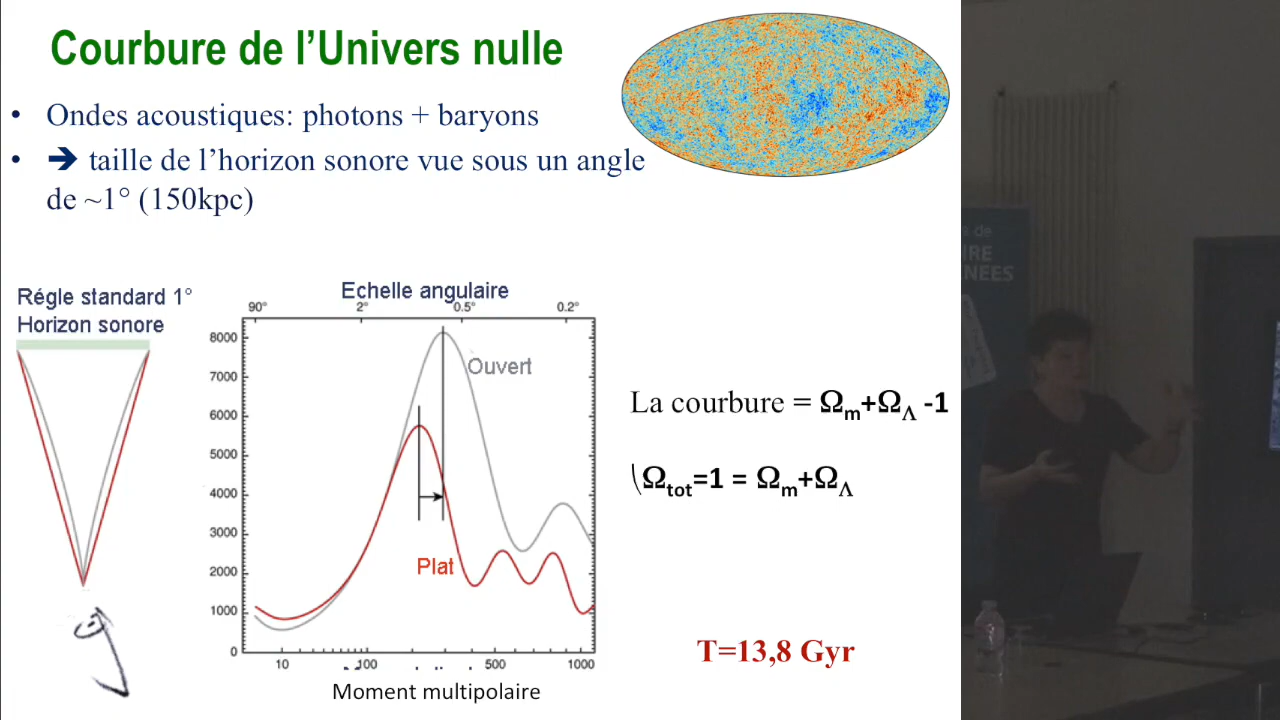 Courbure de l'Univers nulle
• Ondes acoustiques: photons + baryons
• ➔ taille de l'horizon sonore vue sous un angle
de ~1° (150kpc)
Régle standard 1°
Horizon sonore
Echelle angulaire
90° 2° 0.5° 0.2°
8000
7000
6000
5000
4000
3000
2000
1000
0
Ouvert
Plat
10 100 500 1000
Moment multipolaire
La courbure = Ωm+ΩΛ -1
\Ωtot=1 = Ωm+ΩΛ
T=13,8 Gyr
de